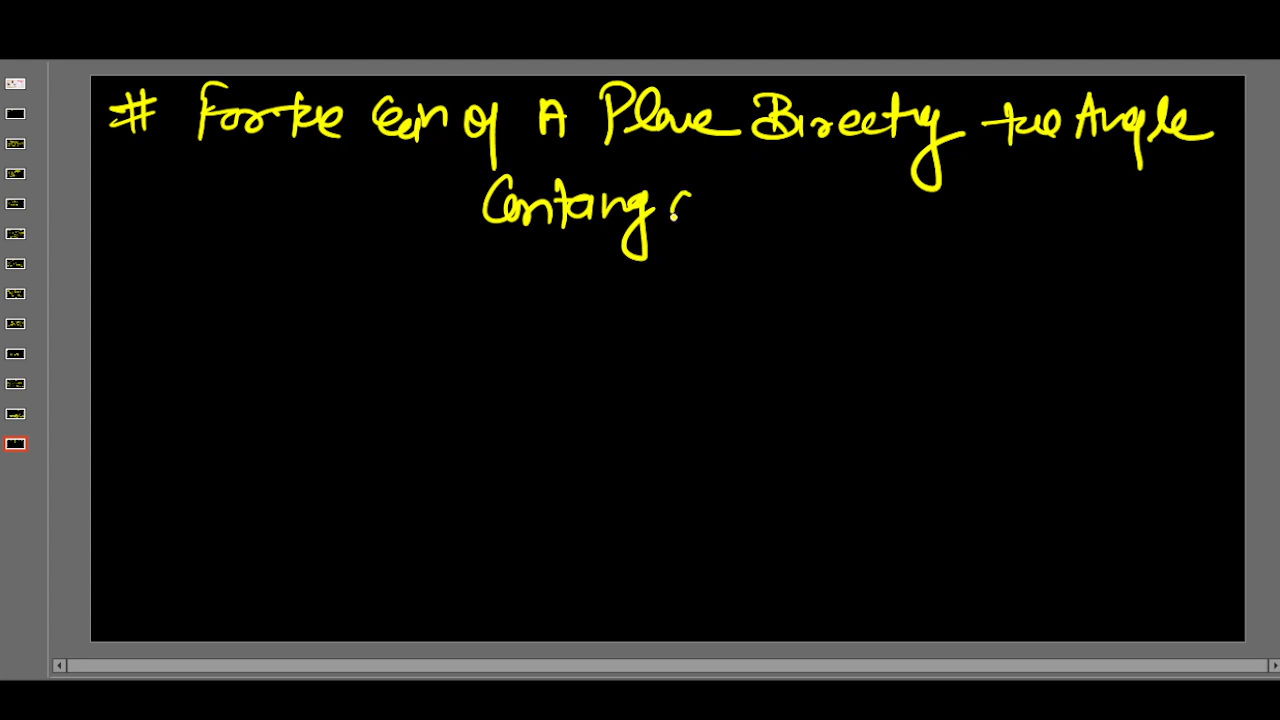 # For the Eqn of A Plane Bisecting the Angle
Containing